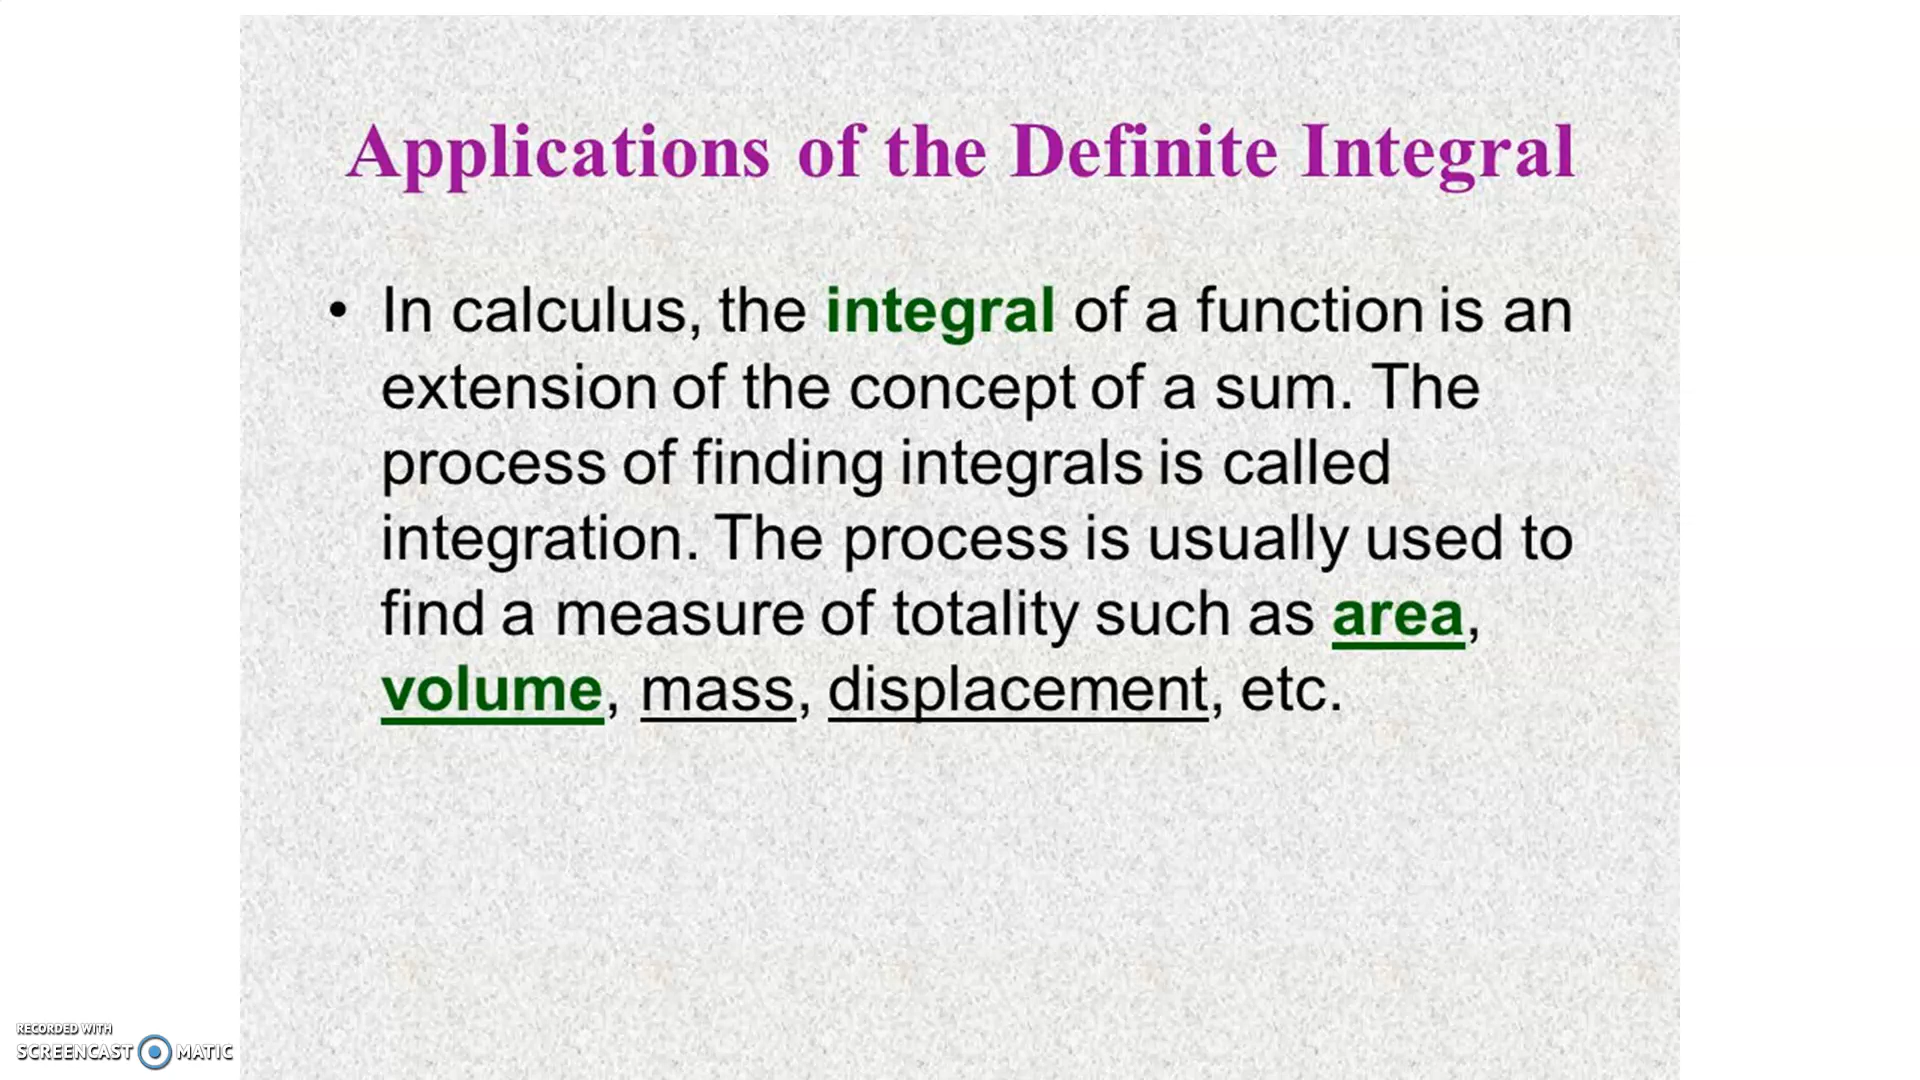 Applications of the Definite Integral
• In calculus, the integral of a function is an
extension of the concept of a sum. The
process of finding integrals is called
integration. The process is usually used to
find a measure of totality such as area,
volume, mass, displacement, etc.
RECORDED WITH
SCREENCAST MATIC